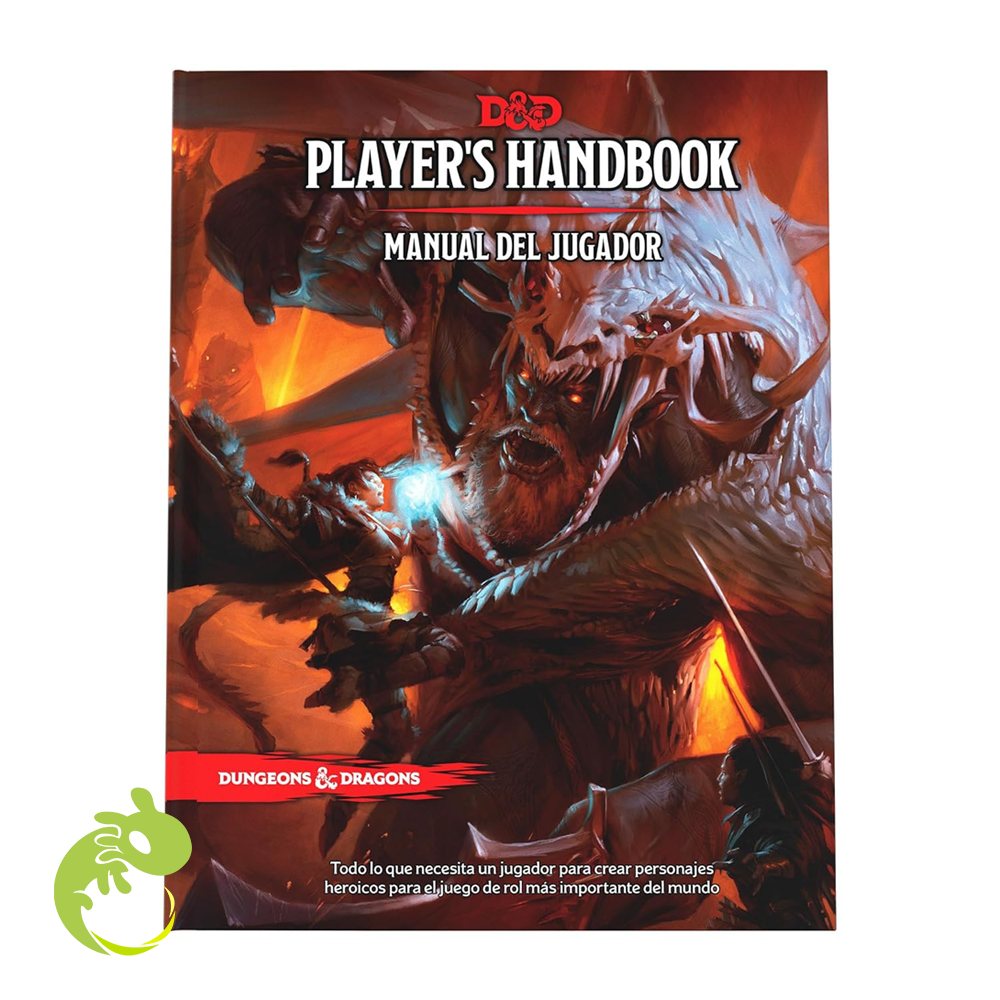 D&D
PLAYER'S HANDBOOK
MANUAL DEL JUGADOR
DUNGEONS & DRAGONS
Todo lo que necesita un jugador para crear personajes
heroicos para el juego de rol más importante del mundo